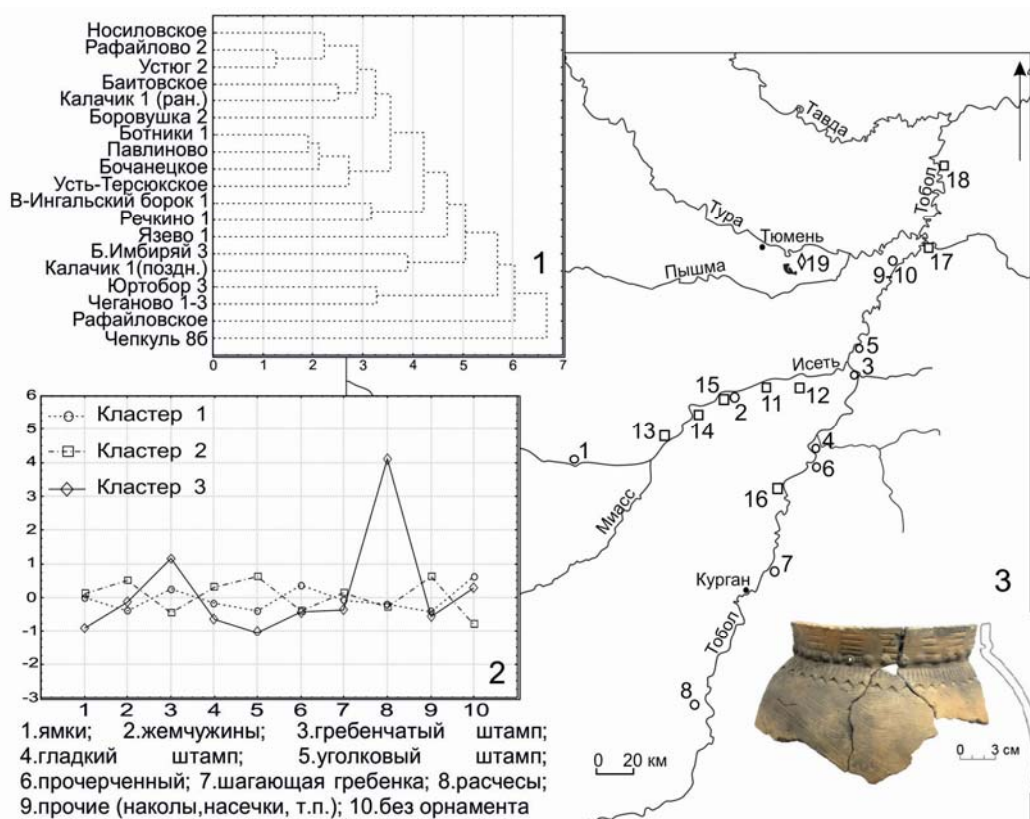 Носиловское
Рафайлово 2
Устюг 2
Баитовское
Калачик 1 (ран.)
Боровушка 2
Ботники 1
Павлиново
Бочанецкое
Усть-Терсюкское
В-Ингальский борок 1
Речкино 1
Язево 1
Б.Имбиряй 3
Калачик 1(поздн.)
Юртобор 3
Чеганово 1-3
Рафайловское
Чепкуль 8б
0 1 2 3 4 5 6 7
1
6
5
4
3
2
1
0
-1
-2
-3
Кластер 1
Кластер 2
Кластер 3
1 2 3 4 5 6 7 8 9 10
2
1.ямки; 2.жемчужины; 3.гребенчатый штамп;
4.гладкий штамп; 5.уголковый штамп;
6.прочерченный; 7.шагающая гребенка; 8.расчесы;
9.прочие (наколы,насечки, т.п.); 10.без орнамента
Тавда
18
Тобол
Тура
Тюмень
19
17
Пышма
9-10
5
Исеть
3
15
2
11
12
14
13
1
4
6
16
Миасс
7
Курган
3
Тобол
8
0 20 км
0 3 см